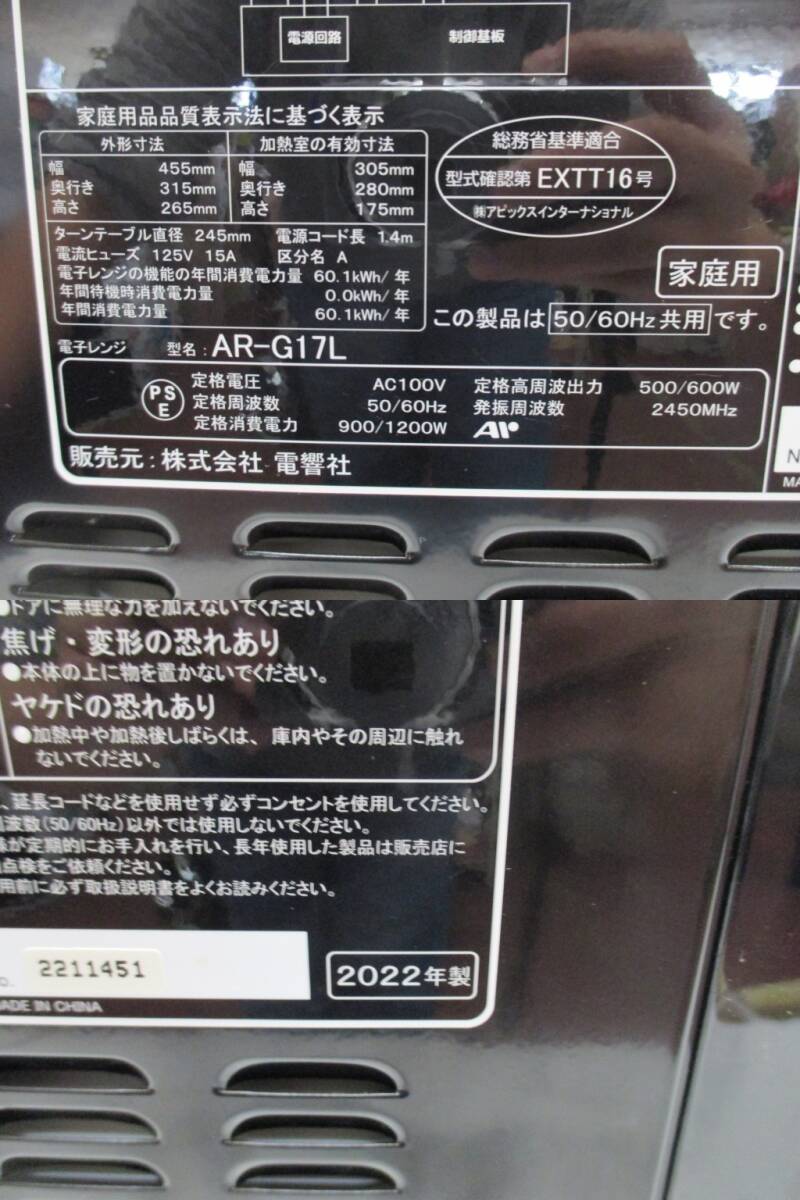 電源回路
制御基板
家庭用品品質表示法に基づく表示
外形寸法
加熱室の有効寸法
幅 455mm 幅 305mm
奥行き 315mm 奥行き 280mm
高さ 265mm 高さ 175mm
ターンテーブル直径 245mm 電源コード長 1.4m
電流ヒューズ 125V 15A 区分名 A
電子レンジの機能の年間消費電力量 60.1kWh/年
年間待機時消費電力量 0.0kWh/年
年間消費電力量 60.1kWh/年
総務省基準適合
型式確認第 EXTT16号
㈱アピックスインターナショナル
家庭用
この製品は 50/60Hz共用 です。
電子レンジ 型名：AR-G17L
PSE
定格電圧 AC100V 定格高周波出力 500/600W
定格周波数 50/60Hz 発振周波数 2450MHz
定格消費電力 900/1200W
販売元：株式会社 電響社
N
MA
●ドアに無理な力を加えないでください。
焦げ・変形の恐れあり
●本体の上に物を置かないでください。
ヤケドの恐れあり
●加熱中や加熱後しばらくは、庫内やその周辺に触れ
ないでください。
、延長コードなどを使用せず必ずコンセントを使用してください。
波数(50/60Hz)以外では使用しないでください。
が定期的にお手入れを行い、長年使用した製品は販売店に
点検をご依頼ください。
用前に必ず取扱説明書をよくお読みください。
O. 2211451
2022年製
ADE IN CHINA